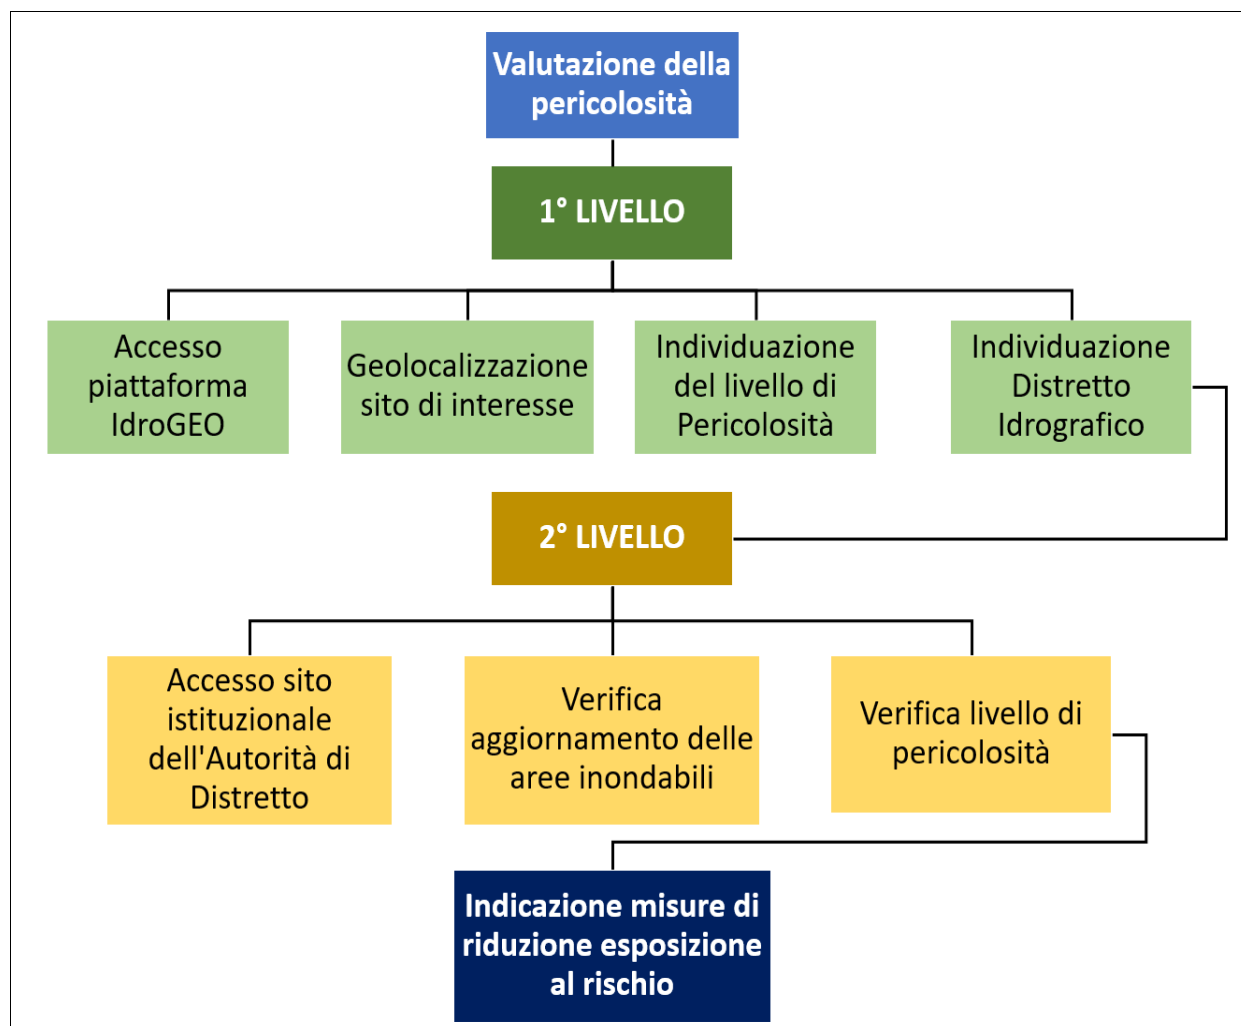 Valutazione della
pericolosità
1° LIVELLO
Accesso
piattaforma
IdroGEO
Geolocalizzazione
sito di interesse
Individuazione
del livello di
Pericolosità
Individuazione
Distretto
Idrografico
2° LIVELLO
Accesso sito
istituzionale
dell'Autorità di
Distretto
Verifica
aggiornamento delle
aree inondabili
Verifica livello di
pericolosità
Indicazione misure di
riduzione esposizione
al rischio